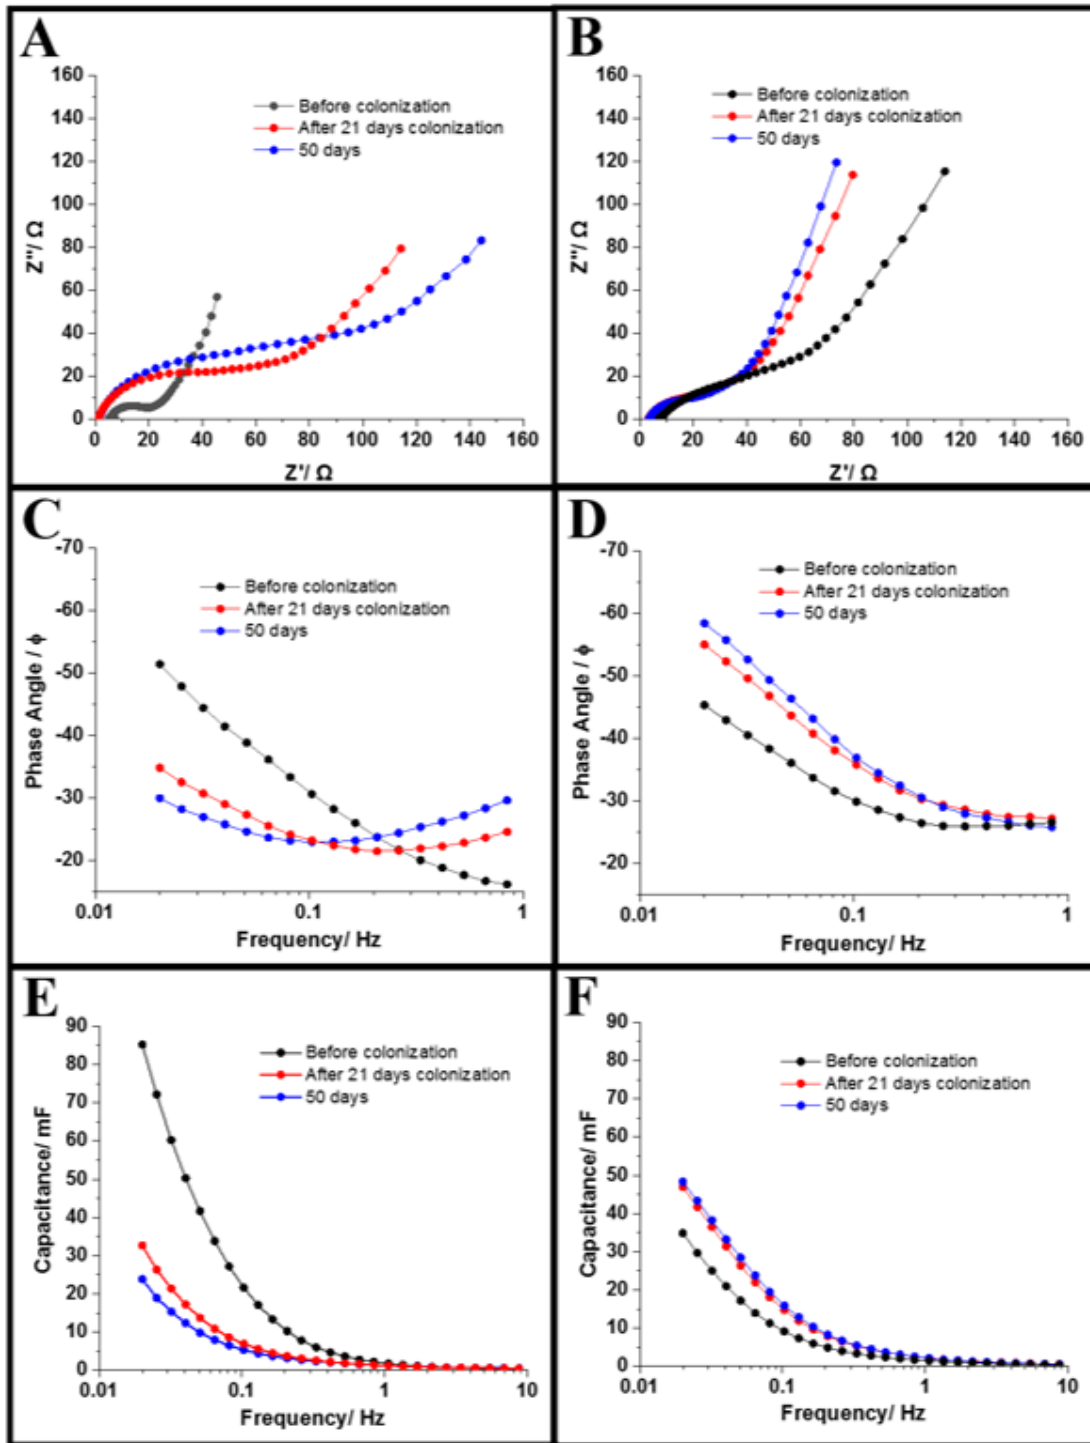 A
160
140
120
100
80
60
40
20
0
Z''/ Ω
Before colonization
After 21 days colonization
50 days
0 20 40 60 80 100 120 140 160
Z'/ Ω
B
160
140
120
100
80
60
40
20
0
Z''/ Ω
Before colonization
After 21 days colonization
50 days
0 20 40 60 80 100 120 140 160
Z'/ Ω
C
-70
-60
-50
-40
-30
-20
Phase Angle / ϕ
Before colonization
After 21 days colonization
50 days
0.01 0.1 1
Frequency/ Hz
D
-70
-60
-50
-40
-30
-20
-15
Phase Angle / ϕ
Before colonization
After 21 days colonization
50 days
0.01 0.1 1
Frequency/ Hz
E
90
80
70
60
50
40
30
20
10
0
Capacitance/ mF
Before colonization
After 21 days colonization
50 days
0.01 0.1 1 10
Frequency/ Hz
F
90
80
70
60
50
40
30
20
10
0
Capacitance/ mF
Before colonization
After 21 days colonization
50 days
0.01 0.1 1 10
Frequency/ Hz